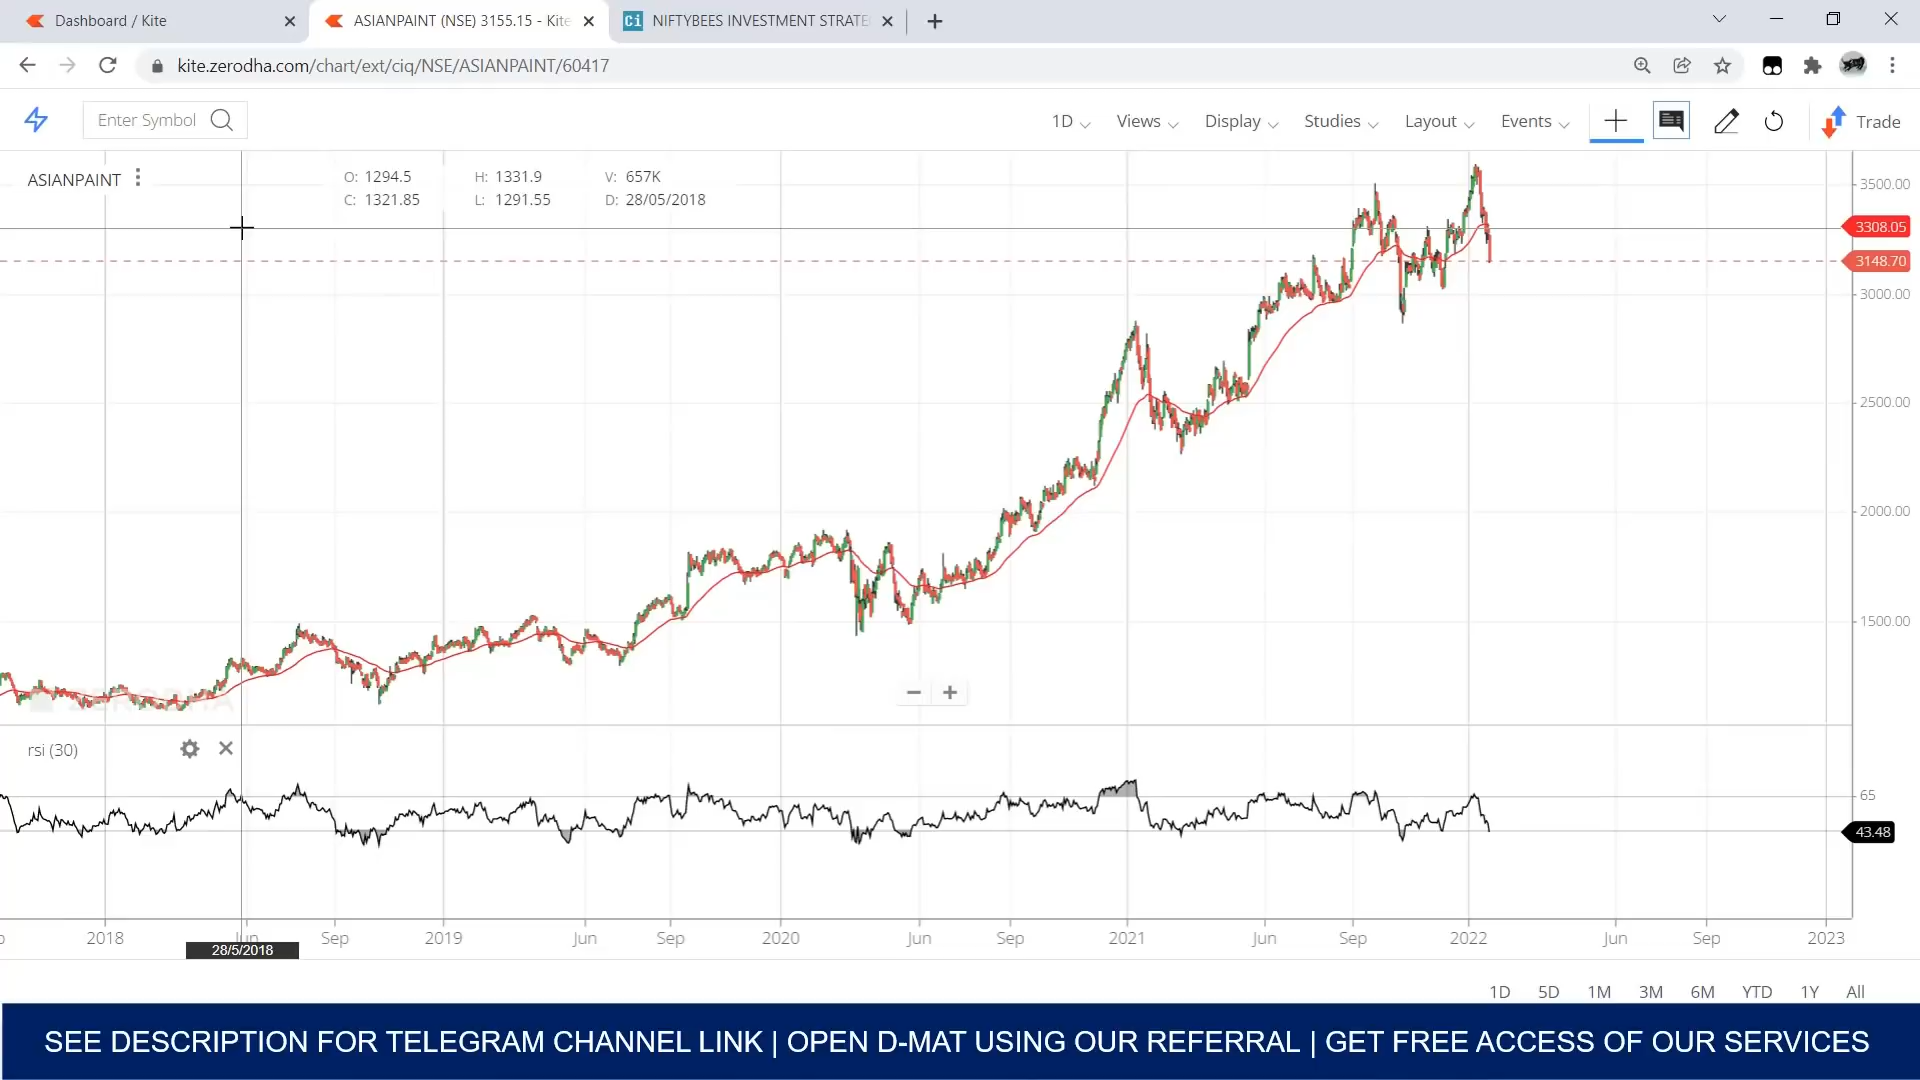 Dashboard / Kite
ASIANPAINT (NSE) 3155.15 - Kite
Ci NIFTYBEES INVESTMENT STRATE
kite.zerodha.com/chart/ext/ciq/NSE/ASIANPAINT/60417
Enter Symbol
1D Views Display Studies Layout Events Trade
ASIANPAINT
O: 1294.5 H: 1331.9 V: 657K
C: 1321.85 L: 1291.55 D: 28/05/2018
3500.00
3308.05
3148.70
3000.00
2500.00
2000.00
1500.00
ZERODHA
rsi (30)
65
43.48
2018 Jun Sep 2019 Jun Sep 2020 Jun Sep 2021 Jun Sep 2022 Jun Sep 2023
28/5/2018
1D 5D 1M 3M 6M YTD 1Y All
SEE DESCRIPTION FOR TELEGRAM CHANNEL LINK | OPEN D-MAT USING OUR REFERRAL | GET FREE ACCESS OF OUR SERVICES